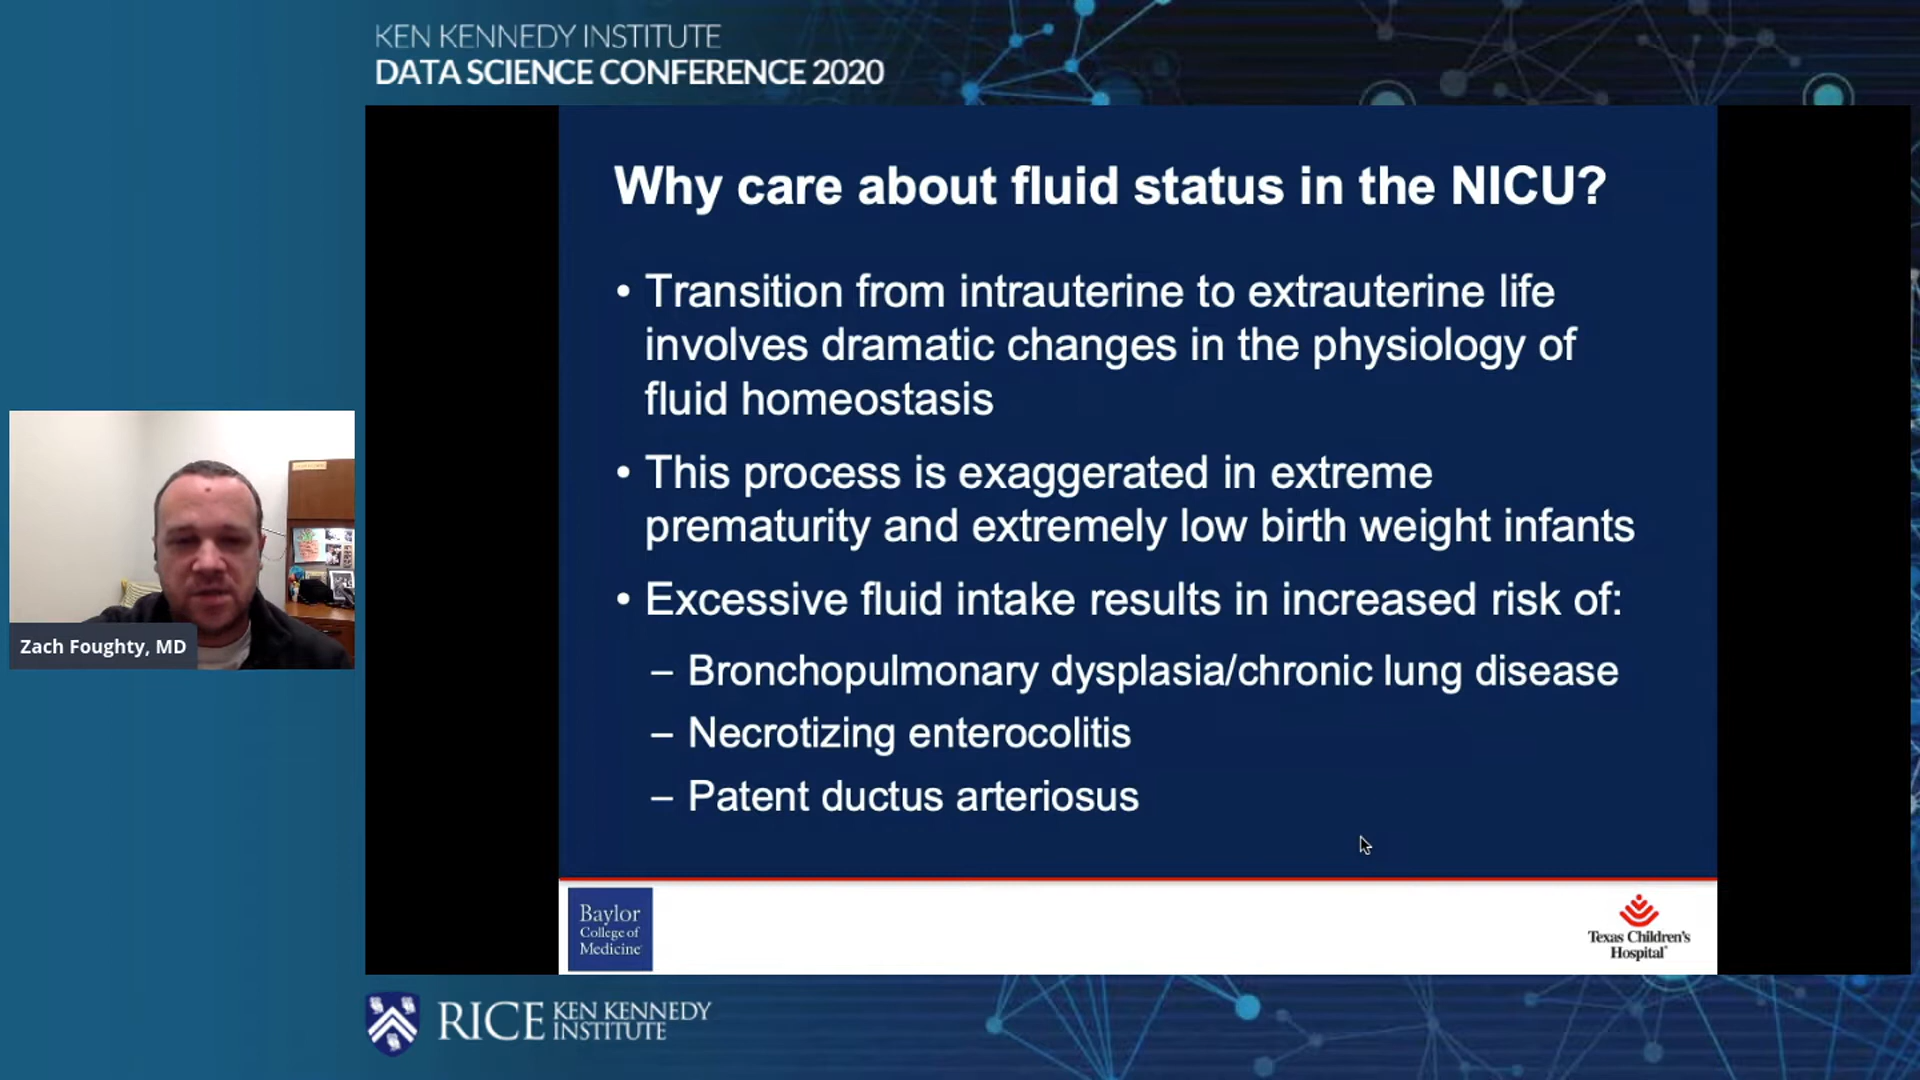 KEN KENNEDY INSTITUTE
DATA SCIENCE CONFERENCE 2020
Why care about fluid status in the NICU?
• Transition from intrauterine to extrauterine life
involves dramatic changes in the physiology of
fluid homeostasis
• This process is exaggerated in extreme
prematurity and extremely low birth weight infants
• Excessive fluid intake results in increased risk of:
– Bronchopulmonary dysplasia/chronic lung disease
– Necrotizing enterocolitis
– Patent ductus arteriosus
Zach Foughty, MD
Baylor
College of
Medicine
Texas Children's
Hospital
RICE KEN KENNEDY
INSTITUTE